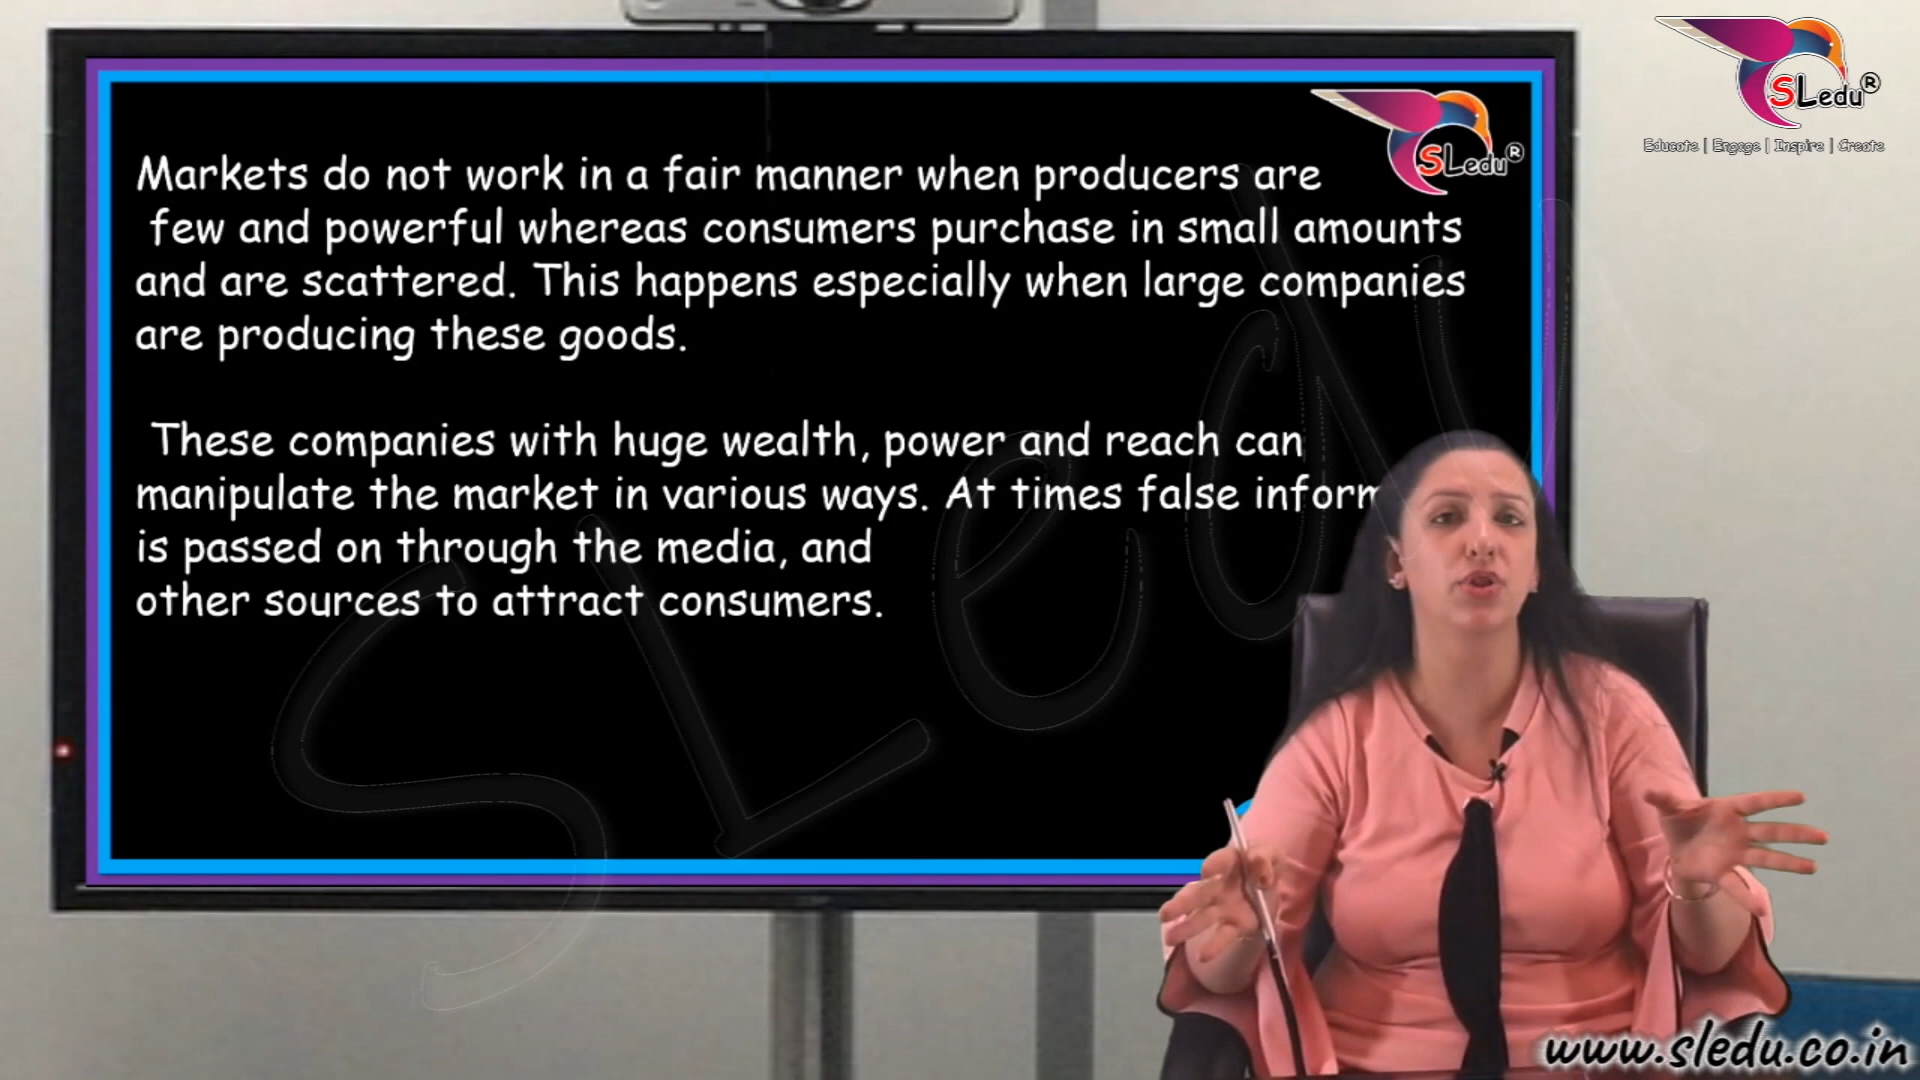 SLedu®
Educate | Engage | Inspire | Create
SLedu®
Markets do not work in a fair manner when producers are
few and powerful whereas consumers purchase in small amounts
and are scattered. This happens especially when large companies
are producing these goods.
These companies with huge wealth, power and reach can
manipulate the market in various ways. At times false inform
is passed on through the media, and
other sources to attract consumers.
SLedu
www.sledu.co.in